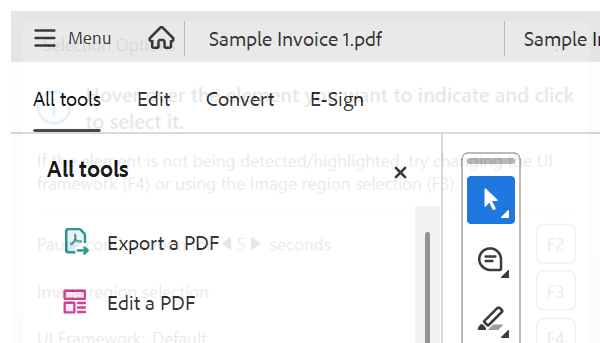 Menu
Sample Invoice 1.pdf
Sample I
Selection Options
All tools
Edit
Convert
E-Sign
Hover over the element you want to indicate and click
to select it.
All tools
If the element is not being detected/highlighted, try changing the UI
framework (F4) or using the Image region selection (F3).
Export a PDF
5
seconds
F2
Edit a PDF
Image region selection
F3
UI Framework: Default
F4